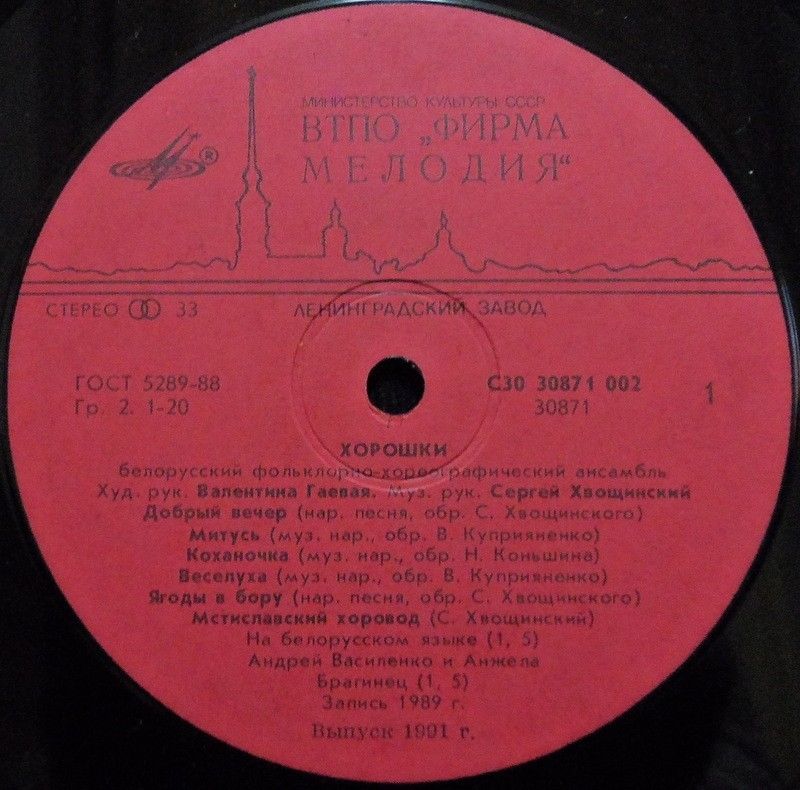 МИНИСТЕРСТВО КУЛЬТУРЫ СССР
ВТПО „ФИРМА
МЕЛОДИЯ“
®
СТЕРЕО 33
ЛЕНИНГРАДСКИЙ ЗАВОД
ГОСТ 5289-88
Гр. 2. 1-20
С30 30871 002
30871
1
ХОРОШКИ
белорусский фольклорно-хореографический ансамбль
Худ. рук. Валентина Гаевая. Муз. рук. Сергей Хвощинский
Добрый вечер (нар. песня, обр. С. Хвощинского)
Митусь (муз. нар., обр. В. Куприяненко)
Коханочка (муз. нар., обр. Н. Коньшина)
Веселуха (муз. нар., обр. В. Куприяненко)
Ягоды в бору (нар. песня, обр. С. Хвощинского)
Мстиславский хоровод (С. Хвощинский)
На белорусском языке (1, 5)
Андрей Василенко и Анжела
Брагинец (1, 5)
Запись 1989 г.
Выпуск 1991 г.